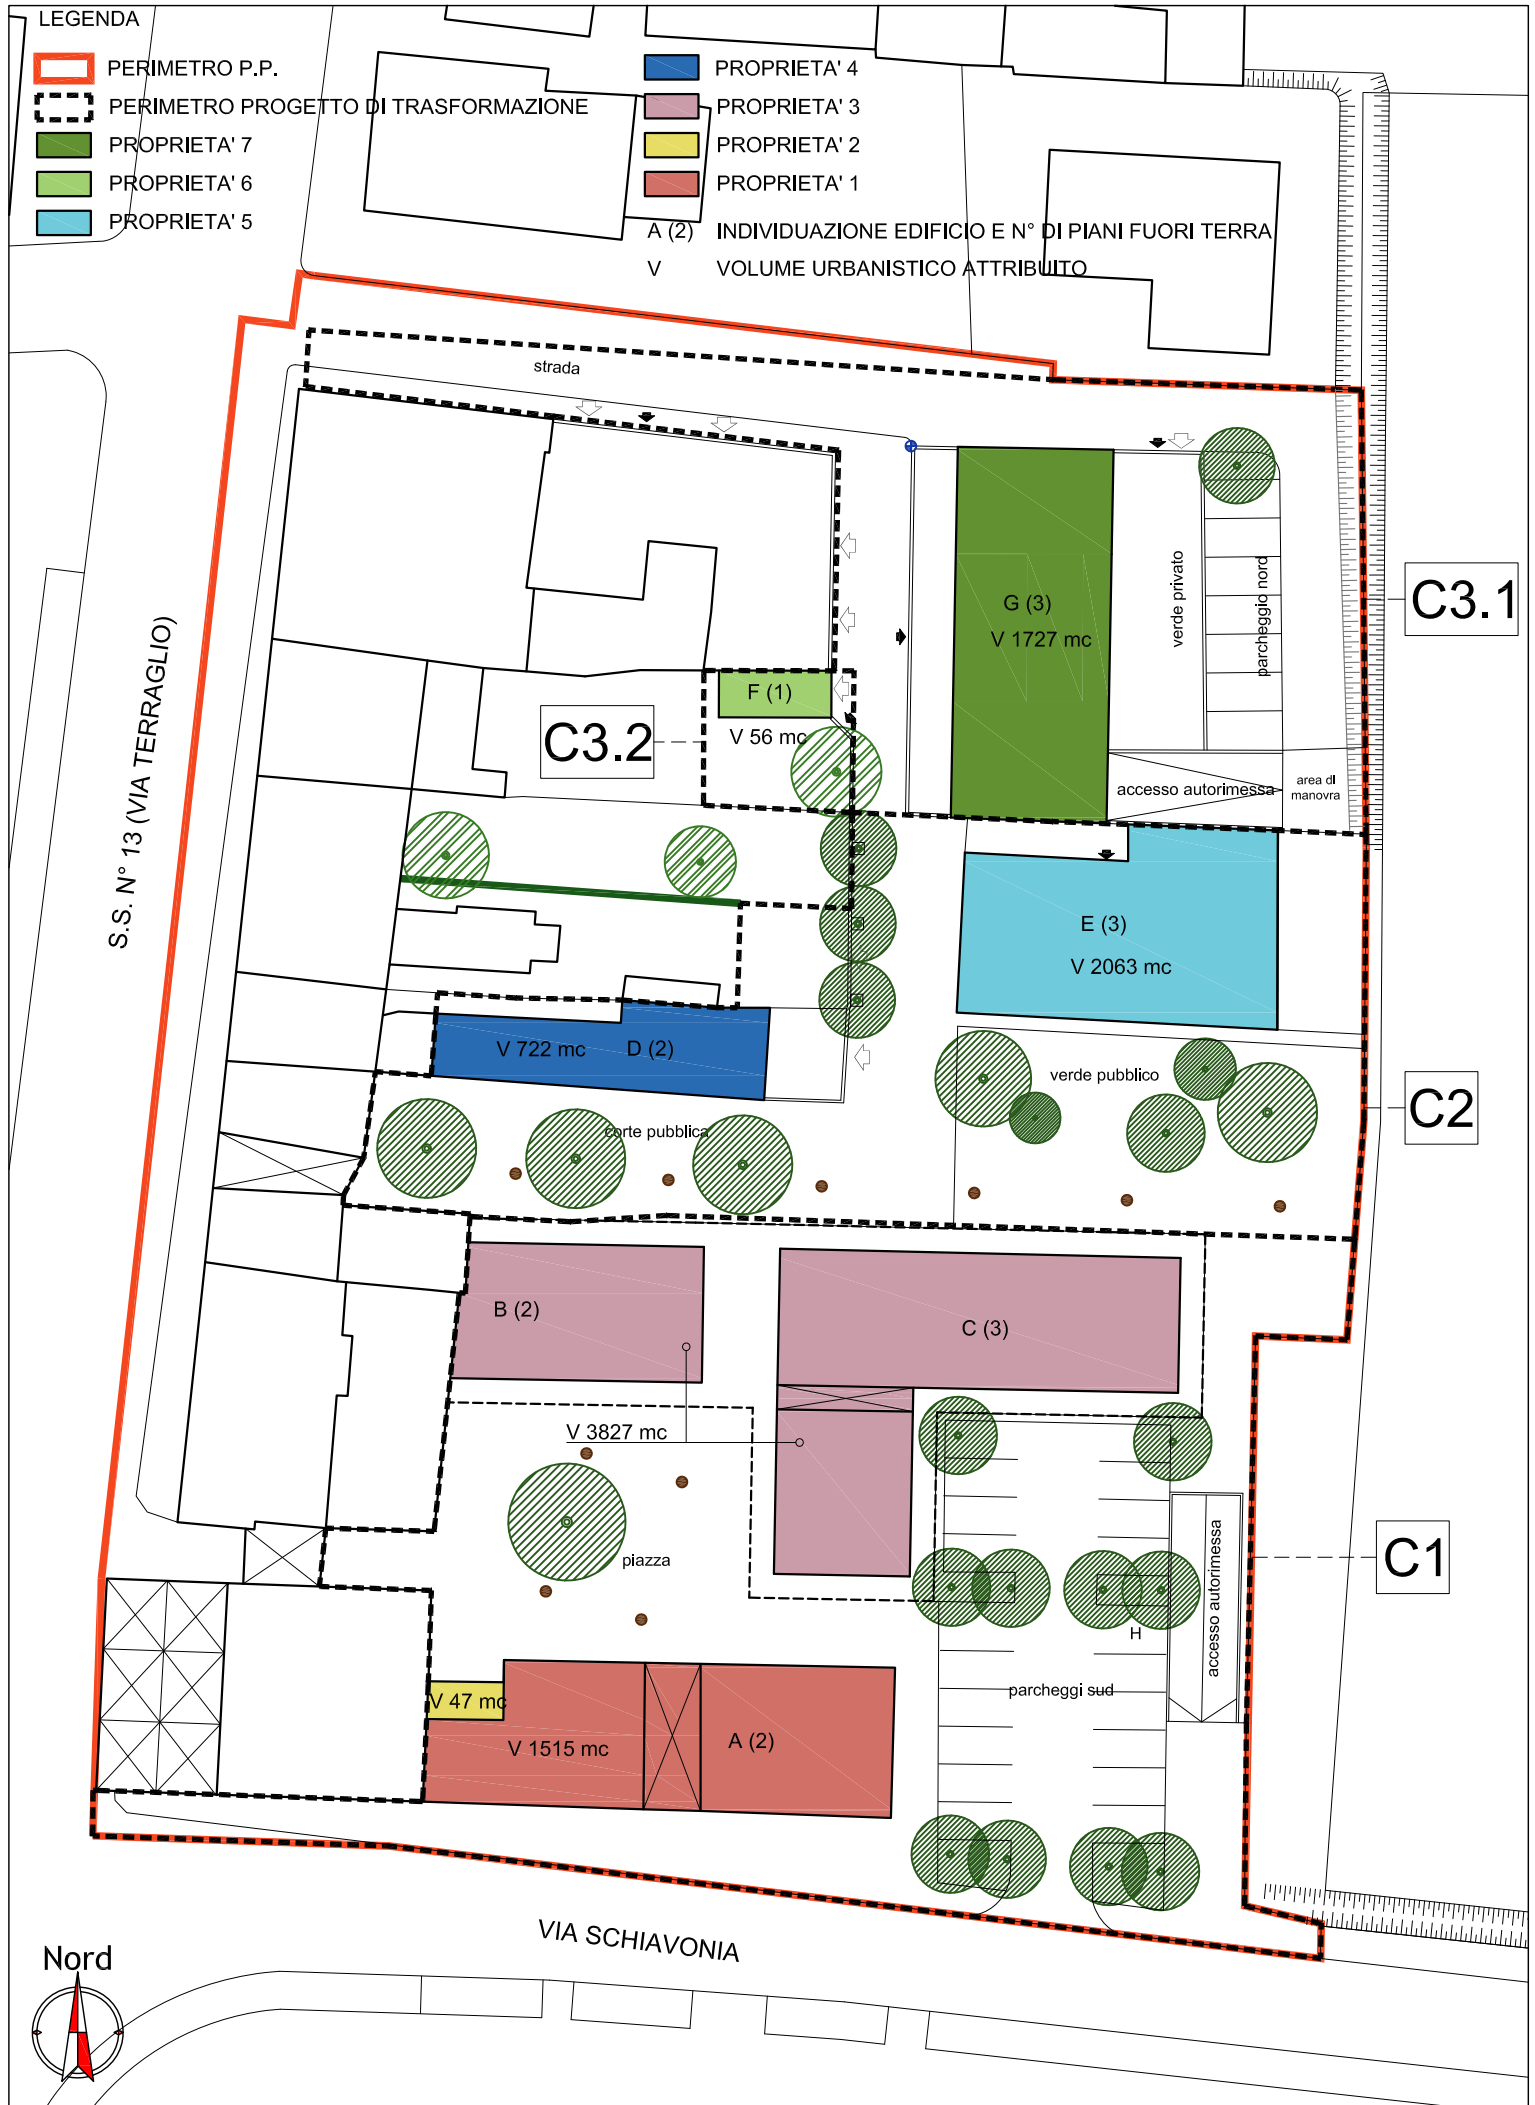 LEGENDA
PERIMETRO P.P.
PERIMETRO PROGETTO DI TRASFORMAZIONE
PROPRIETA' 7
PROPRIETA' 6
PROPRIETA' 5
PROPRIETA' 4
PROPRIETA' 3
PROPRIETA' 2
PROPRIETA' 1
A (2) INDIVIDUAZIONE EDIFICIO E N° DI PIANI FUORI TERRA
V VOLUME URBANISTICO ATTRIBUITO
strada
G (3)
V 1727 mc
verde privato
parcheggio nord
C3.1
F (1)
V 56 mc
C3.2
accesso autorimessa
area di
manovra
S.S. N° 13 (VIA TERRAGLIO)
E (3)
V 2063 mc
V 722 mc D (2)
verde pubblico
C2
corte pubblica
B (2)
C (3)
V 3827 mc
piazza
accesso autorimessa
C1
H
parcheggi sud
V 47 mc
V 1515 mc
A (2)
VIA SCHIAVONIA
Nord